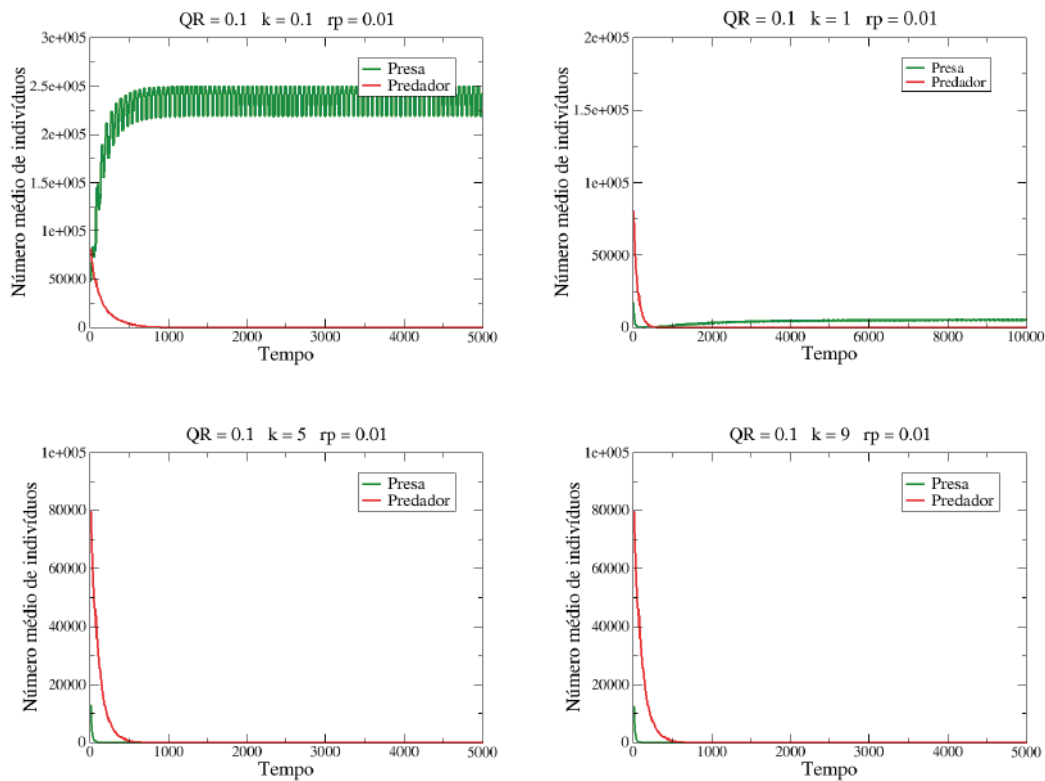 QR = 0.1 k = 0.1 rp = 0.01
3e+005
2.5e+005
2e+005
1.5e+005
1e+005
50000
0
Número médio de indivíduos
Presa
Predador
0 1000 2000 3000 4000 5000
Tempo
QR = 0.1 k = 1 rp = 0.01
2e+005
1.5e+005
1e+005
50000
0
Número médio de indivíduos
Presa
Predador
0 2000 4000 6000 8000 10000
Tempo
QR = 0.1 k = 5 rp = 0.01
1e+005
80000
60000
40000
20000
0
Número médio de indivíduos
Presa
Predador
0 1000 2000 3000 4000 5000
Tempo
QR = 0.1 k = 9 rp = 0.01
1e+005
80000
60000
40000
20000
0
Número médio de indivíduos
Presa
Predador
0 1000 2000 3000 4000 5000
Tempo